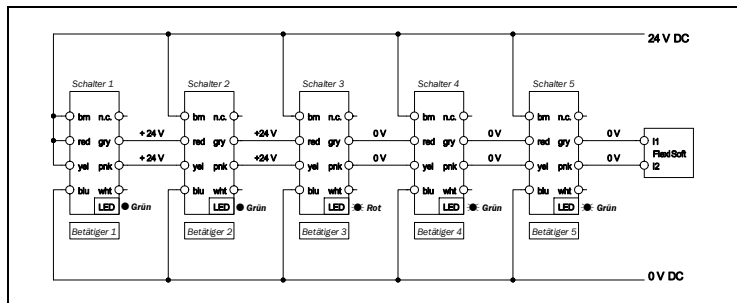 24 V DC
Schalter 1 Schalter 2 Schalter 3 Schalter 4 Schalter 5
brn n.c. brn n.c. brn n.c. brn n.c. brn n.c.
red gry + 24 V red gry +24 V red gry 0 V red gry 0 V red gry 0 V I1
FlexiSoft
yel pnk + 24 V yel pnk +24 V yel pnk 0 V yel pnk 0 V yel pnk 0 V I2
blu wht blu wht blu wht blu wht blu wht
LED Grün LED Grün LED Rot LED Grün LED Grün
Betätiger 1 Betätiger 2 Betätiger 3 Betätiger 4 Betätiger 5
0 V DC